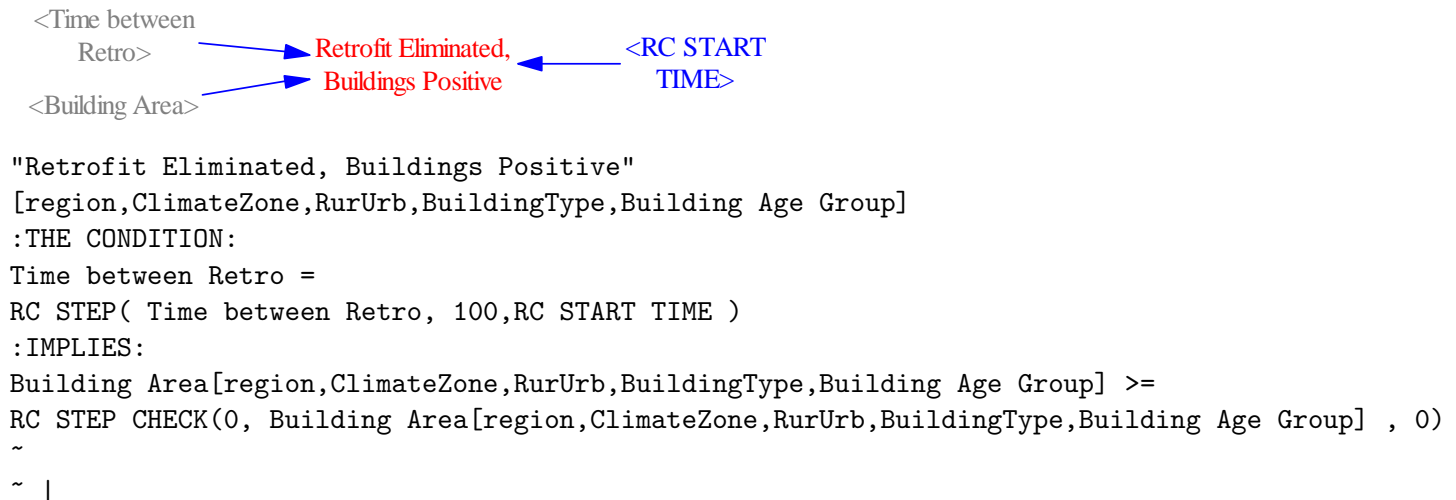 <Time between
Retro>
Retrofit Eliminated,
Buildings Positive
<RC START
TIME>
<Building Area>
"Retrofit Eliminated, Buildings Positive"
[region,ClimateZone,RurUrb,BuildingType,Building Age Group]
:THE CONDITION:
Time between Retro =
RC STEP( Time between Retro, 100,RC START TIME )
:IMPLIES:
Building Area[region,ClimateZone,RurUrb,BuildingType,Building Age Group] >=
RC STEP CHECK(0, Building Area[region,ClimateZone,RurUrb,BuildingType,Building Age Group] , 0)
~
~ |